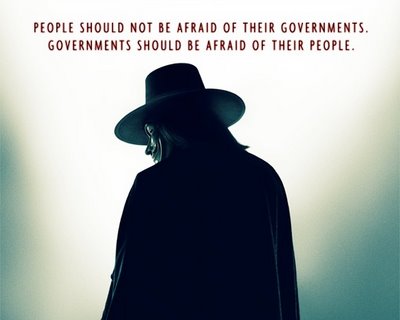 PEOPLE SHOULD NOT BE AFRAID OF THEIR GOVERNMENTS.
GOVERNMENTS SHOULD BE AFRAID OF THEIR PEOPLE.